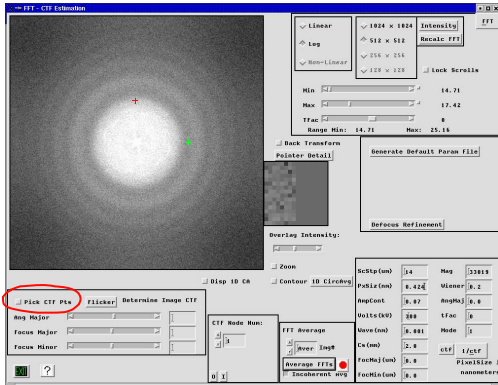 FFT - CTF Estimation
Linear
Log
Non-Linear
1024 x 1024
512 x 512
256 x 256
128 x 128
Intensity
Recalc FFT
FFT
Lock Scrolls
Min 14.71
Max 17.42
Tfac 0
Range Min: 14.71 Max: 25.16
Back Transform
Pointer Detail
Generate Default Param File
Defocus Refinement
Overlay Intensity:
Zoom
Disp 1D CA
Contour 1D CircAvg
Pick CTF Pts Flicker Determine Image CTF
Ang Major
Focus Major
Focus Minor
EXIT ?
CTF Node Num:
3
0 I
FFT Average
Aver Img#
Average FFTs
Incoherent Avg
ScStp(um) 14 Mag 33019
PxSiz(nm) 0.424 Wiener 0.2
AmpCont 0.07 AngMaj 0.0
Volts(kV) 300 tFac 0
Wave(nm) 0.001 Mode 1
Cs(mm) 2.0 ctf 1/ctf
FocMaj(um) 0.0 PixelSize i
FocMin(um) 0.0 nanometer